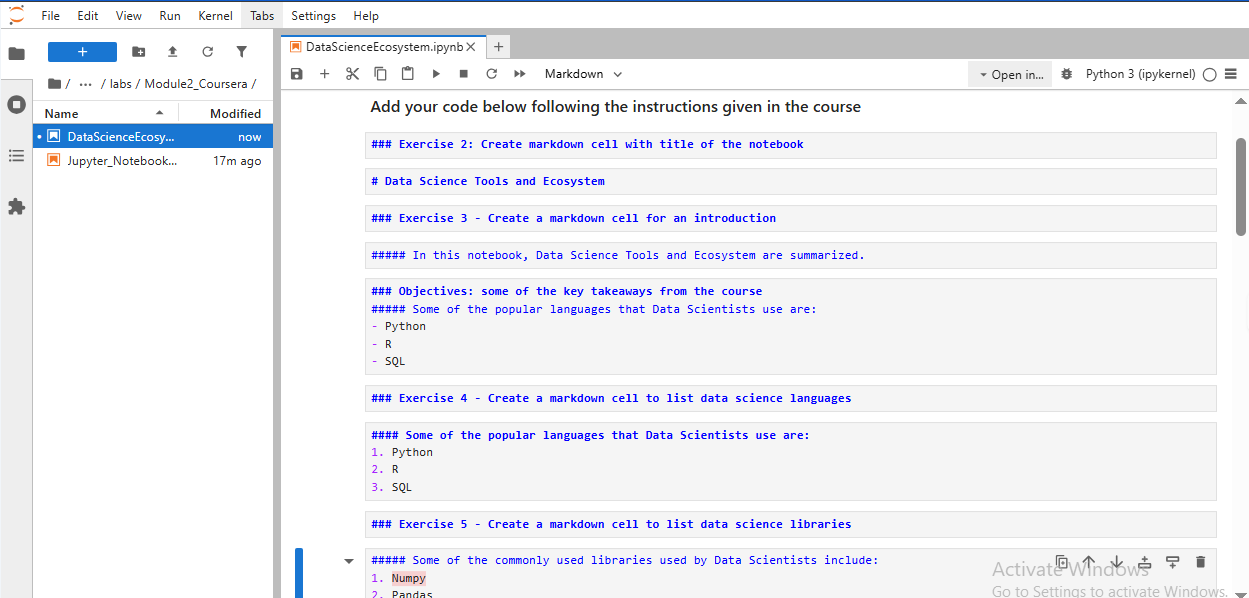 File Edit View Run Kernel Tabs Settings Help
+
DataScienceEcosystem.ipynb
+
Markdown
Open in...
Python 3 (ipykernel)
/ ··· / labs / Module2_Coursera /
Name Modified
DataScienceEcosy... now
Jupyter_Notebook... 17m ago
Add your code below following the instructions given in the course
### Exercise 2: Create markdown cell with title of the notebook
# Data Science Tools and Ecosystem
### Exercise 3 - Create a markdown cell for an introduction
##### In this notebook, Data Science Tools and Ecosystem are summarized.
### Objectives: some of the key takeaways from the course
##### Some of the popular languages that Data Scientists use are:
- Python
- R
- SQL
### Exercise 4 - Create a markdown cell to list data science languages
#### Some of the popular languages that Data Scientists use are:
1. Python
2. R
3. SQL
### Exercise 5 - Create a markdown cell to list data science libraries
##### Some of the commonly used libraries used by Data Scientists include:
1. Numpy
2. Pandas
Activate Windows
Go to Settings to activate Windows.